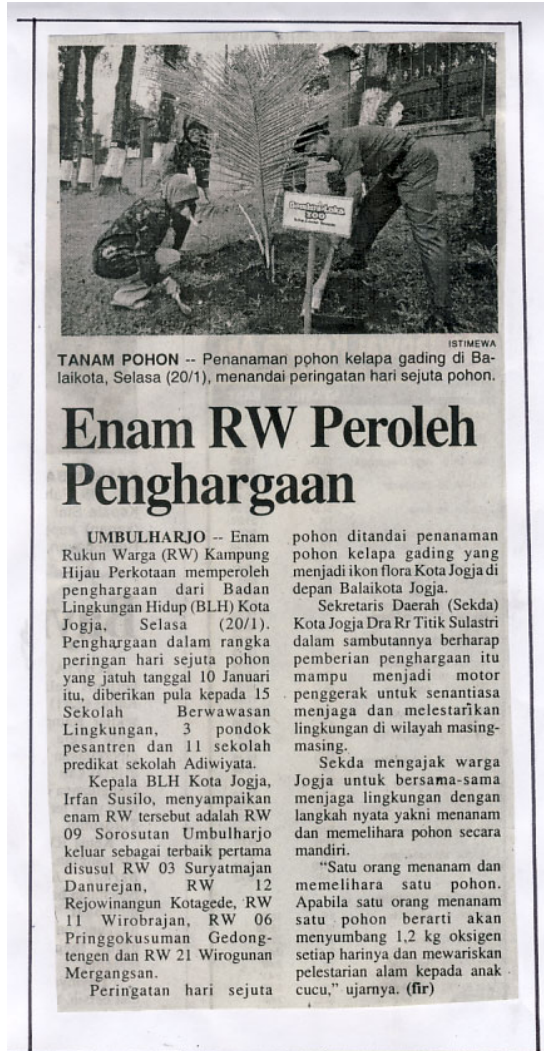 Gembira Loka
ZOO
ISTIMEWA
TANAM POHON -- Penanaman pohon kelapa gading di Ba-
laikota, Selasa (20/1), menandai peringatan hari sejuta pohon.
Enam RW Peroleh
Penghargaan
UMBULHARJO -- Enam
Rukun Warga (RW) Kampung
Hijau Perkotaan memperoleh
penghargaan dari Badan
Lingkungan Hidup (BLH) Kota
Jogja, Selasa (20/1).
Penghargaan dalam rangka
peringan hari sejuta pohon
yang jatuh tanggal 10 Januari
itu, diberikan pula kepada 15
Sekolah Berwawasan
Lingkungan, 3 pondok
pesantren dan 11 sekolah
predikat sekolah Adiwiyata.
Kepala BLH Kota Jogja,
Irfan Susilo, menyampaikan
enam RW tersebut adalah RW
09 Sorosutan Umbulharjo
keluar sebagai terbaik pertama
disusul RW 03 Suryatmajan
Danurejan, RW 12
Rejowinangun Kotagede, RW
11 Wirobrajan, RW 06
Pringgokusuman Gedong-
tengen dan RW 21 Wirogunan
Mergangsan.
Peringatan hari sejuta
pohon ditandai penanaman
pohon kelapa gading yang
menjadi ikon flora Kota Jogja di
depan Balaikota Jogja.
Sekretaris Daerah (Sekda)
Kota Jogja Dra Rr Titik Sulastri
dalam sambutannya berharap
pemberian penghargaan itu
mampu menjadi motor
penggerak untuk senantiasa
menjaga dan melestarikan
lingkungan di wilayah masing-
masing.
Sekda mengajak warga
Jogja untuk bersama-sama
menjaga lingkungan dengan
langkah nyata yakni menanam
dan memelihara pohon secara
mandiri.
"Satu orang menanam dan
memelihara satu pohon.
Apabila satu orang menanam
satu pohon berarti akan
menyumbang 1,2 kg oksigen
setiap harinya dan mewariskan
pelestarian alam kepada anak
cucu," ujarnya. (fir)